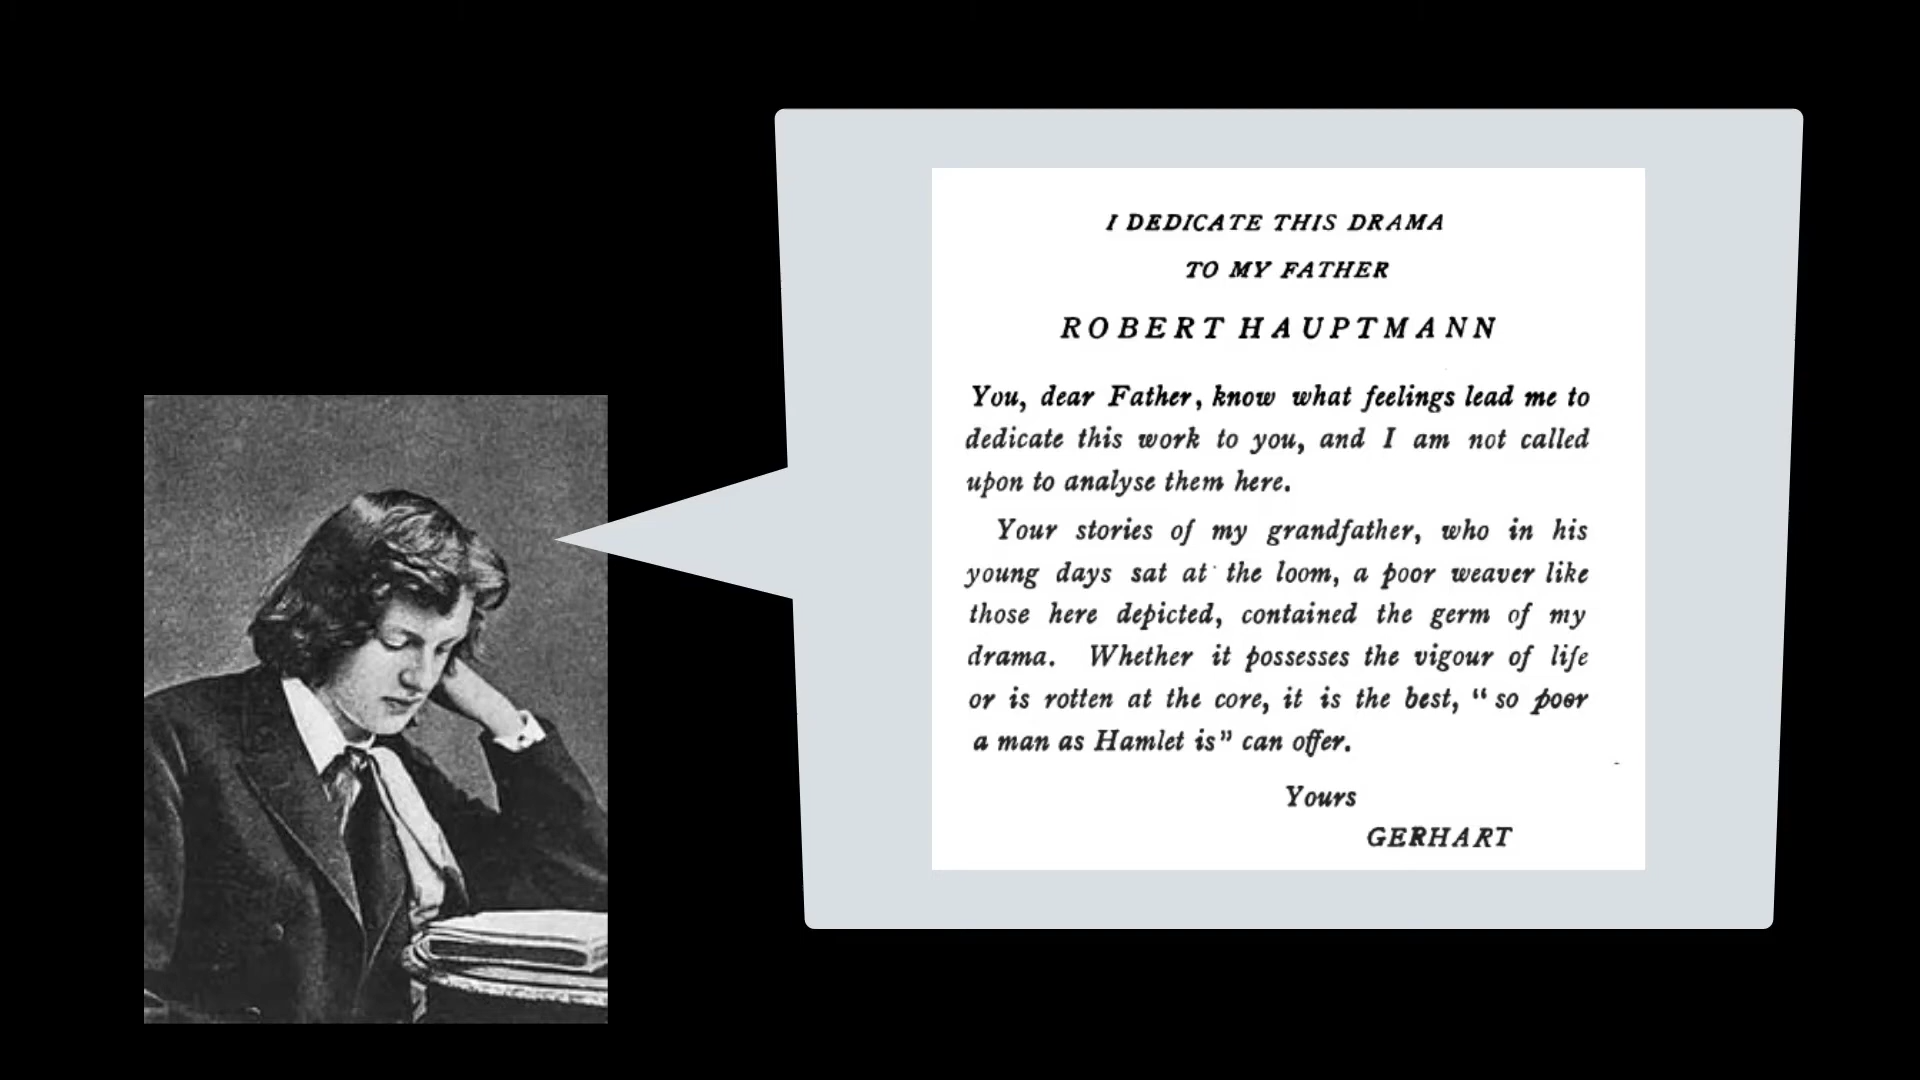 I DEDICATE THIS DRAMA
TO MY FATHER
ROBERT HAUPTMANN
You, dear Father, know what feelings lead me to
dedicate this work to you, and I am not called
upon to analyse them here.
Your stories of my grandfather, who in his
young days sat at the loom, a poor weaver like
those here depicted, contained the germ of my
drama. Whether it possesses the vigour of life
or is rotten at the core, it is the best, “ so poor
a man as Hamlet is” can offer.
Yours
GERHART